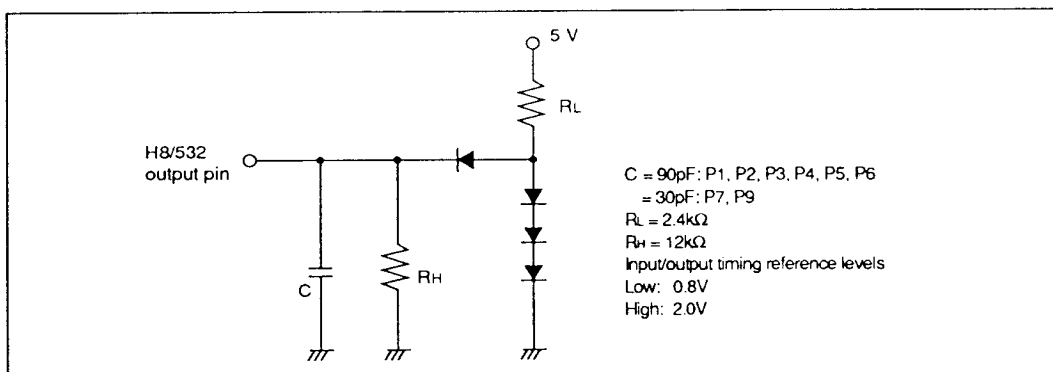 5 V
RL
H8/532
output pin
C
RH
C = 90pF: P1, P2, P3, P4, P5, P6
= 30pF: P7, P9
RL = 2.4kΩ
RH = 12kΩ
Input/output timing reference levels
Low: 0.8V
High: 2.0V